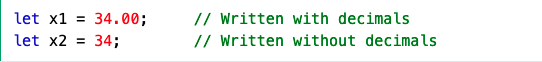 let x1 = 34.00;     // Written with decimals
let x2 = 34;        // Written without decimals